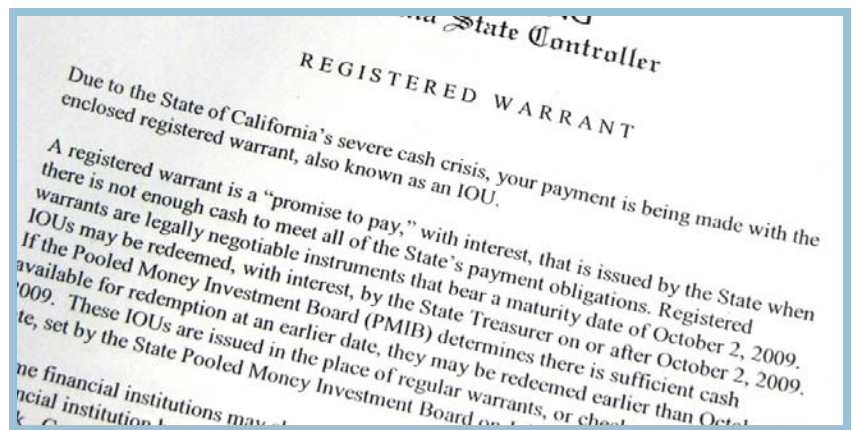 State Controller
REGISTERED WARRANT
Due to the State of California's severe cash crisis, your payment is being made with the
enclosed registered warrant, also known as an IOU.
A registered warrant is a "promise to pay," with interest, that is issued by the State when
there is not enough cash to meet all of the State's payment obligations. Registered
warrants are legally negotiable instruments that bear a maturity date of October 2, 2009.
IOUs may be redeemed, with interest, by the State Treasurer on or after October 2, 2009.
If the Pooled Money Investment Board (PMIB) determines there is sufficient cash
available for redemption at an earlier date, they may be redeemed earlier than
009. These IOUs are issued in the place of regular warrants, or
set by the State Pooled Money Investment Board on
financial institutions may
institution